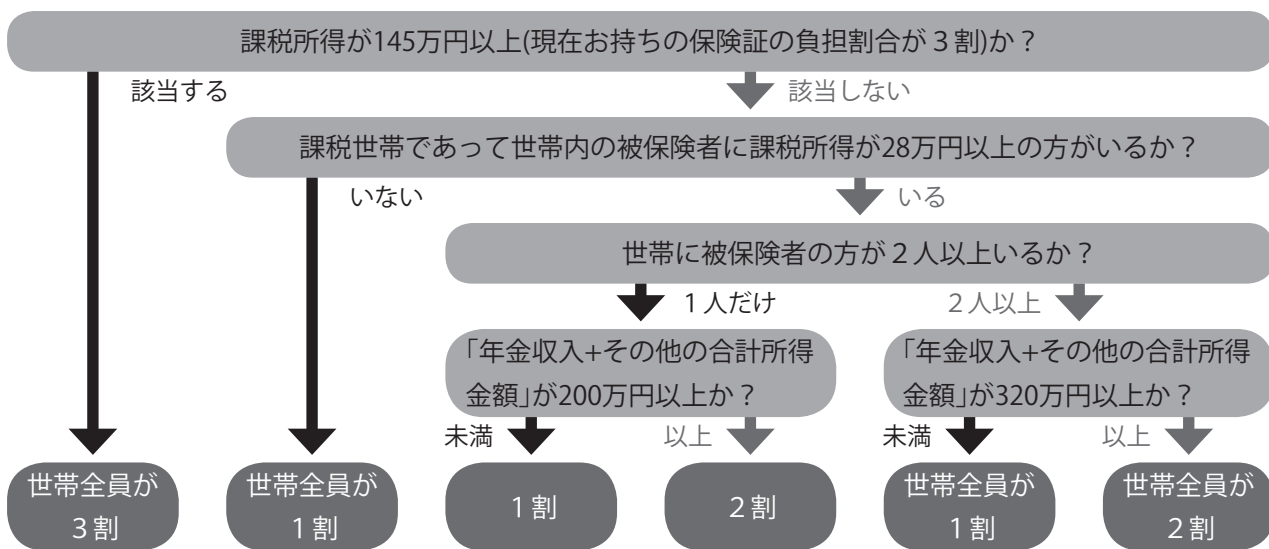 課税所得が145万円以上(現在お持ちの保険証の負担割合が３割)か？
該当する
該当しない
課税世帯であって世帯内の被保険者に課税所得が28万円以上の方がいるか？
いない
いる
世帯に被保険者の方が２人以上いるか？
１人だけ
２人以上
「年金収入+その他の合計所得
金額」が200万円以上か？
「年金収入+その他の合計所得
金額」が320万円以上か？
未満
以上
未満
以上
世帯全員が
３割
世帯全員が
１割
１割
２割
世帯全員が
１割
世帯全員が
２割